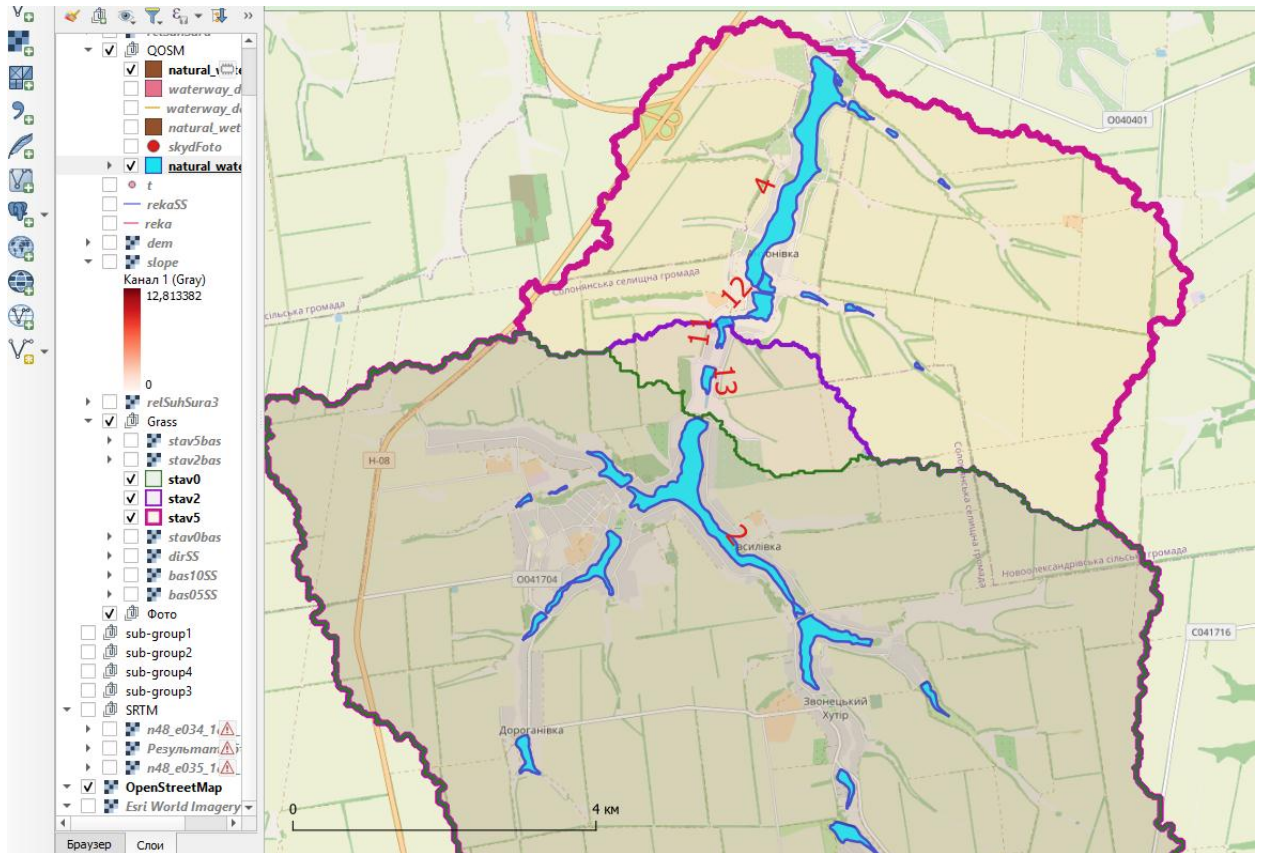 QOSM
natural_v
waterway_d
waterway_d
natural_wet
skydFoto
natural_wate
t
rekaSS
reka
dem
slope
Канал 1 (Gray)
12,813382
0
relSuhSura3
Grass
stav5bas
stav2bas
stav0
stav2
stav5
stav0bas
dirSS
bas10SS
bas05SS
Фото
sub-group1
sub-group2
sub-group4
sub-group3
SRTM
n48_e034_1
Результат
n48_e035_1
OpenStreetMap
Esri World Imagery
Браузер Слои
О040401
4
Солонянська селищна громада
сільська громада
12
11
13
Н-08
Солонянська селищна громада
2
Новоолександрівська сільська громада
О041704
С041716
Звонецький
Хутір
Дороганівка
0 4 км